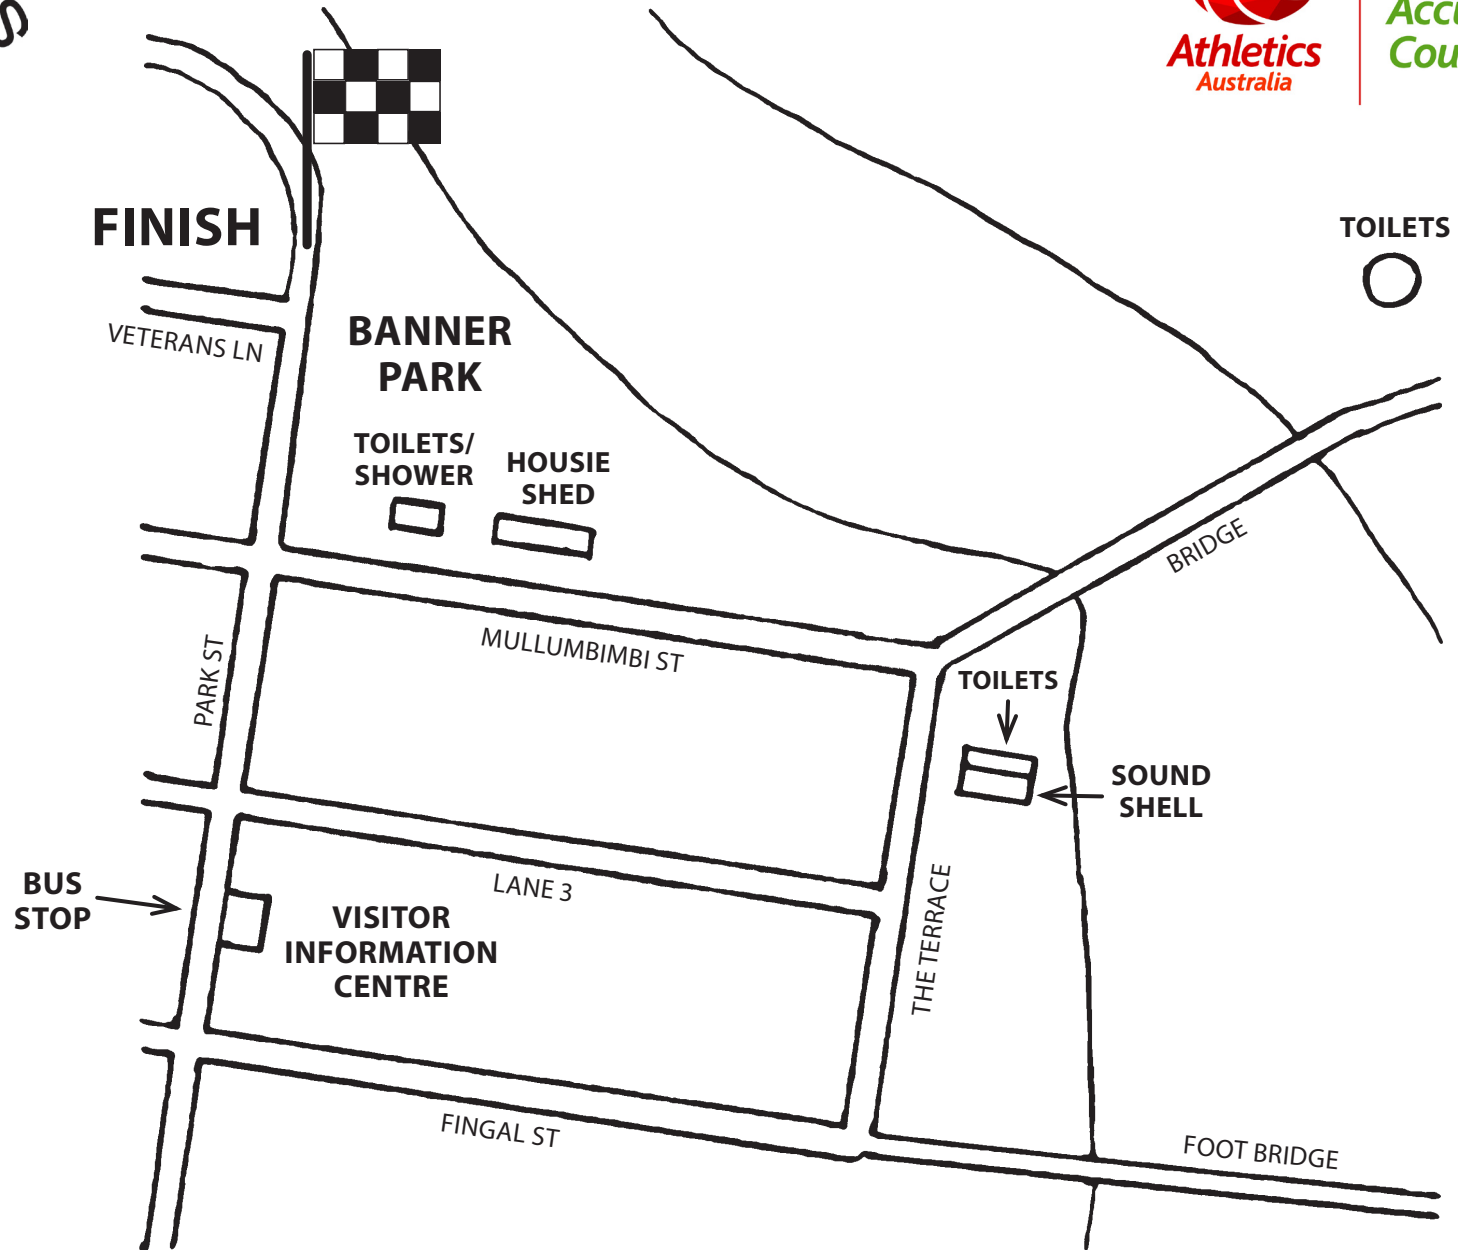 Athletics
Australia
FINISH
TOILETS
VETERANS LN
BANNER
PARK
TOILETS/
SHOWER
HOUSIE
SHED
BRIDGE
MULLUMBIMBI ST
PARK ST
TOILETS
SOUND
SHELL
BUS
STOP
LANE 3
VISITOR
INFORMATION
CENTRE
THE TERRACE
FINGAL ST
FOOT BRIDGE